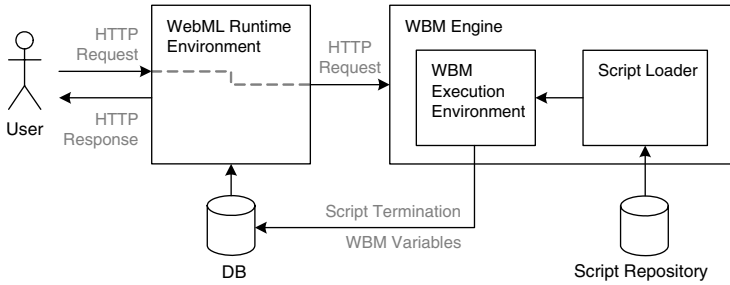 HTTP
Request
User
HTTP
Response
WebML Runtime
Environment
HTTP
Request
WBM Engine
WBM
Execution
Environment
Script Loader
Script Termination
WBM Variables
DB
Script Repository